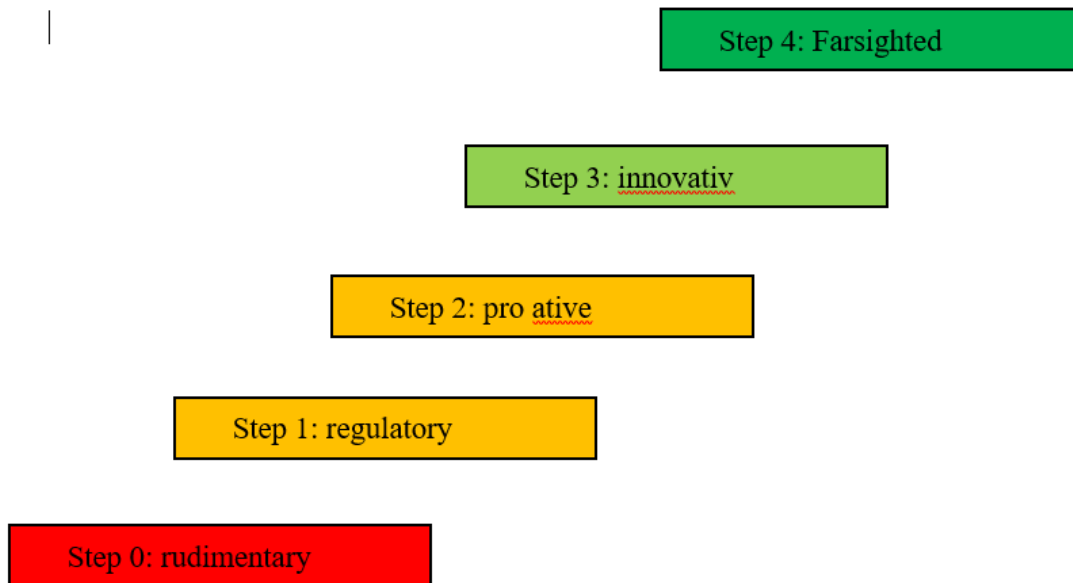 Step 4: Farsighted
Step 3: innovativ
Step 2: pro ative
Step 1: regulatory
Step 0: rudimentary